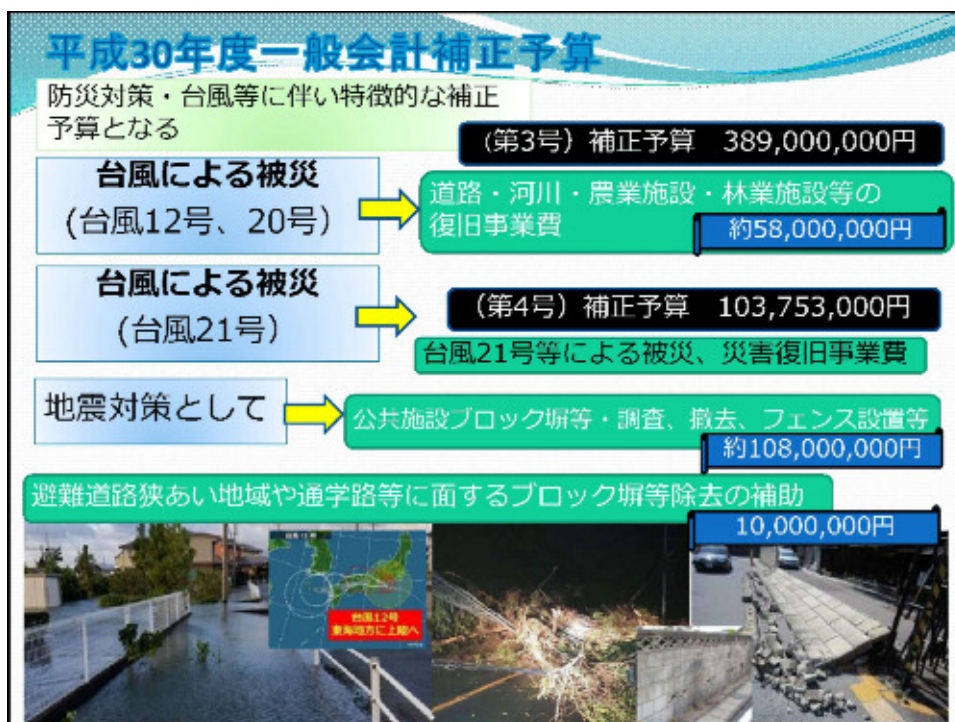 平成30年度一般会計補正予算
防災対策・台風等に伴い特徴的な補正
予算となる
(第3号）補正予算　389,000,000円
台風による被災
(台風12号、20号）
道路・河川・農業施設・林業施設等の
復旧事業費
約58,000,000円
台風による被災
(台風21号）
（第4号）補正予算　103,753,000円
台風21号等による被災、災害復旧事業費
地震対策として
公共施設ブロック塀等・調査、撤去、フェンス設置等
約108,000,000円
避難道路狭あい地域や通学路等に面するブロック塀等除去の補助
10,000,000円
台風12号
東海地方に上陸へ